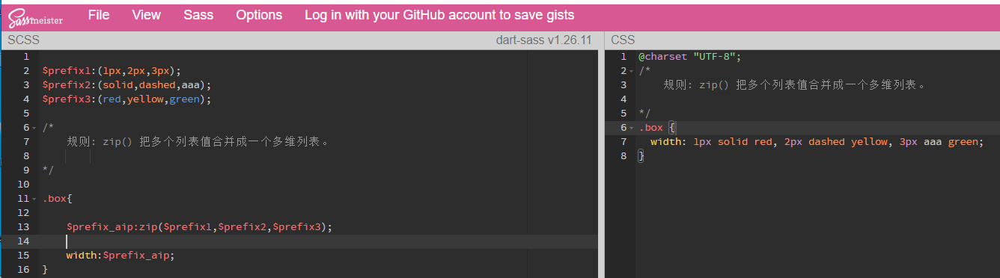 Sassmeister File View Sass Options Log in with your GitHub account to save gists
SCSS dart-sass v1.26.11
1
2 $prefix1:(1px,2px,3px);
3 $prefix2:(solid,dashed,aaa);
4 $prefix3:(red,yellow,green);
5
6 /*
7 规则: zip() 把多个列表值合并成一个多维列表。
8
9 */
10
11 .box{
12
13 $prefix_aip:zip($prefix1,$prefix2,$prefix3);
14
15 width:$prefix_aip;
16 }
CSS
1 @charset "UTF-8";
2 /*
3 规则: zip() 把多个列表值合并成一个多维列表。
4
5 */
6 .box {
7 width: 1px solid red, 2px dashed yellow, 3px aaa green;
8 }